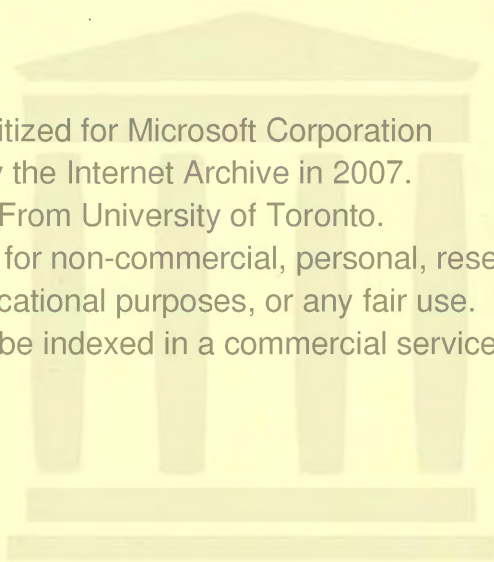 itized for Microsoft Corporation
the Internet Archive in 2007.
From University of Toronto.
for non-commercial, personal, rese
cational purposes, or any fair use.
be indexed in a commercial service